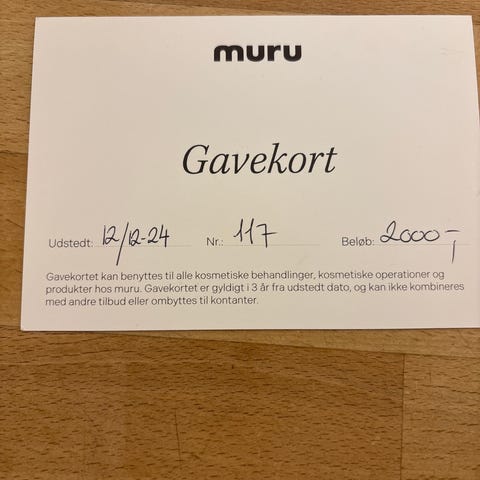 muru
Gavekort
Udstedt: 12/12-24 Nr.: 117 Beløb: 2000,-
Gavekortet kan benyttes til alle kosmetiske behandlinger, kosmetiske operationer og
produkter hos muru. Gavekortet er gyldigt i 3 år fra udstedt dato, og kan ikke kombineres
med andre tilbud eller ombyttes til kontanter.